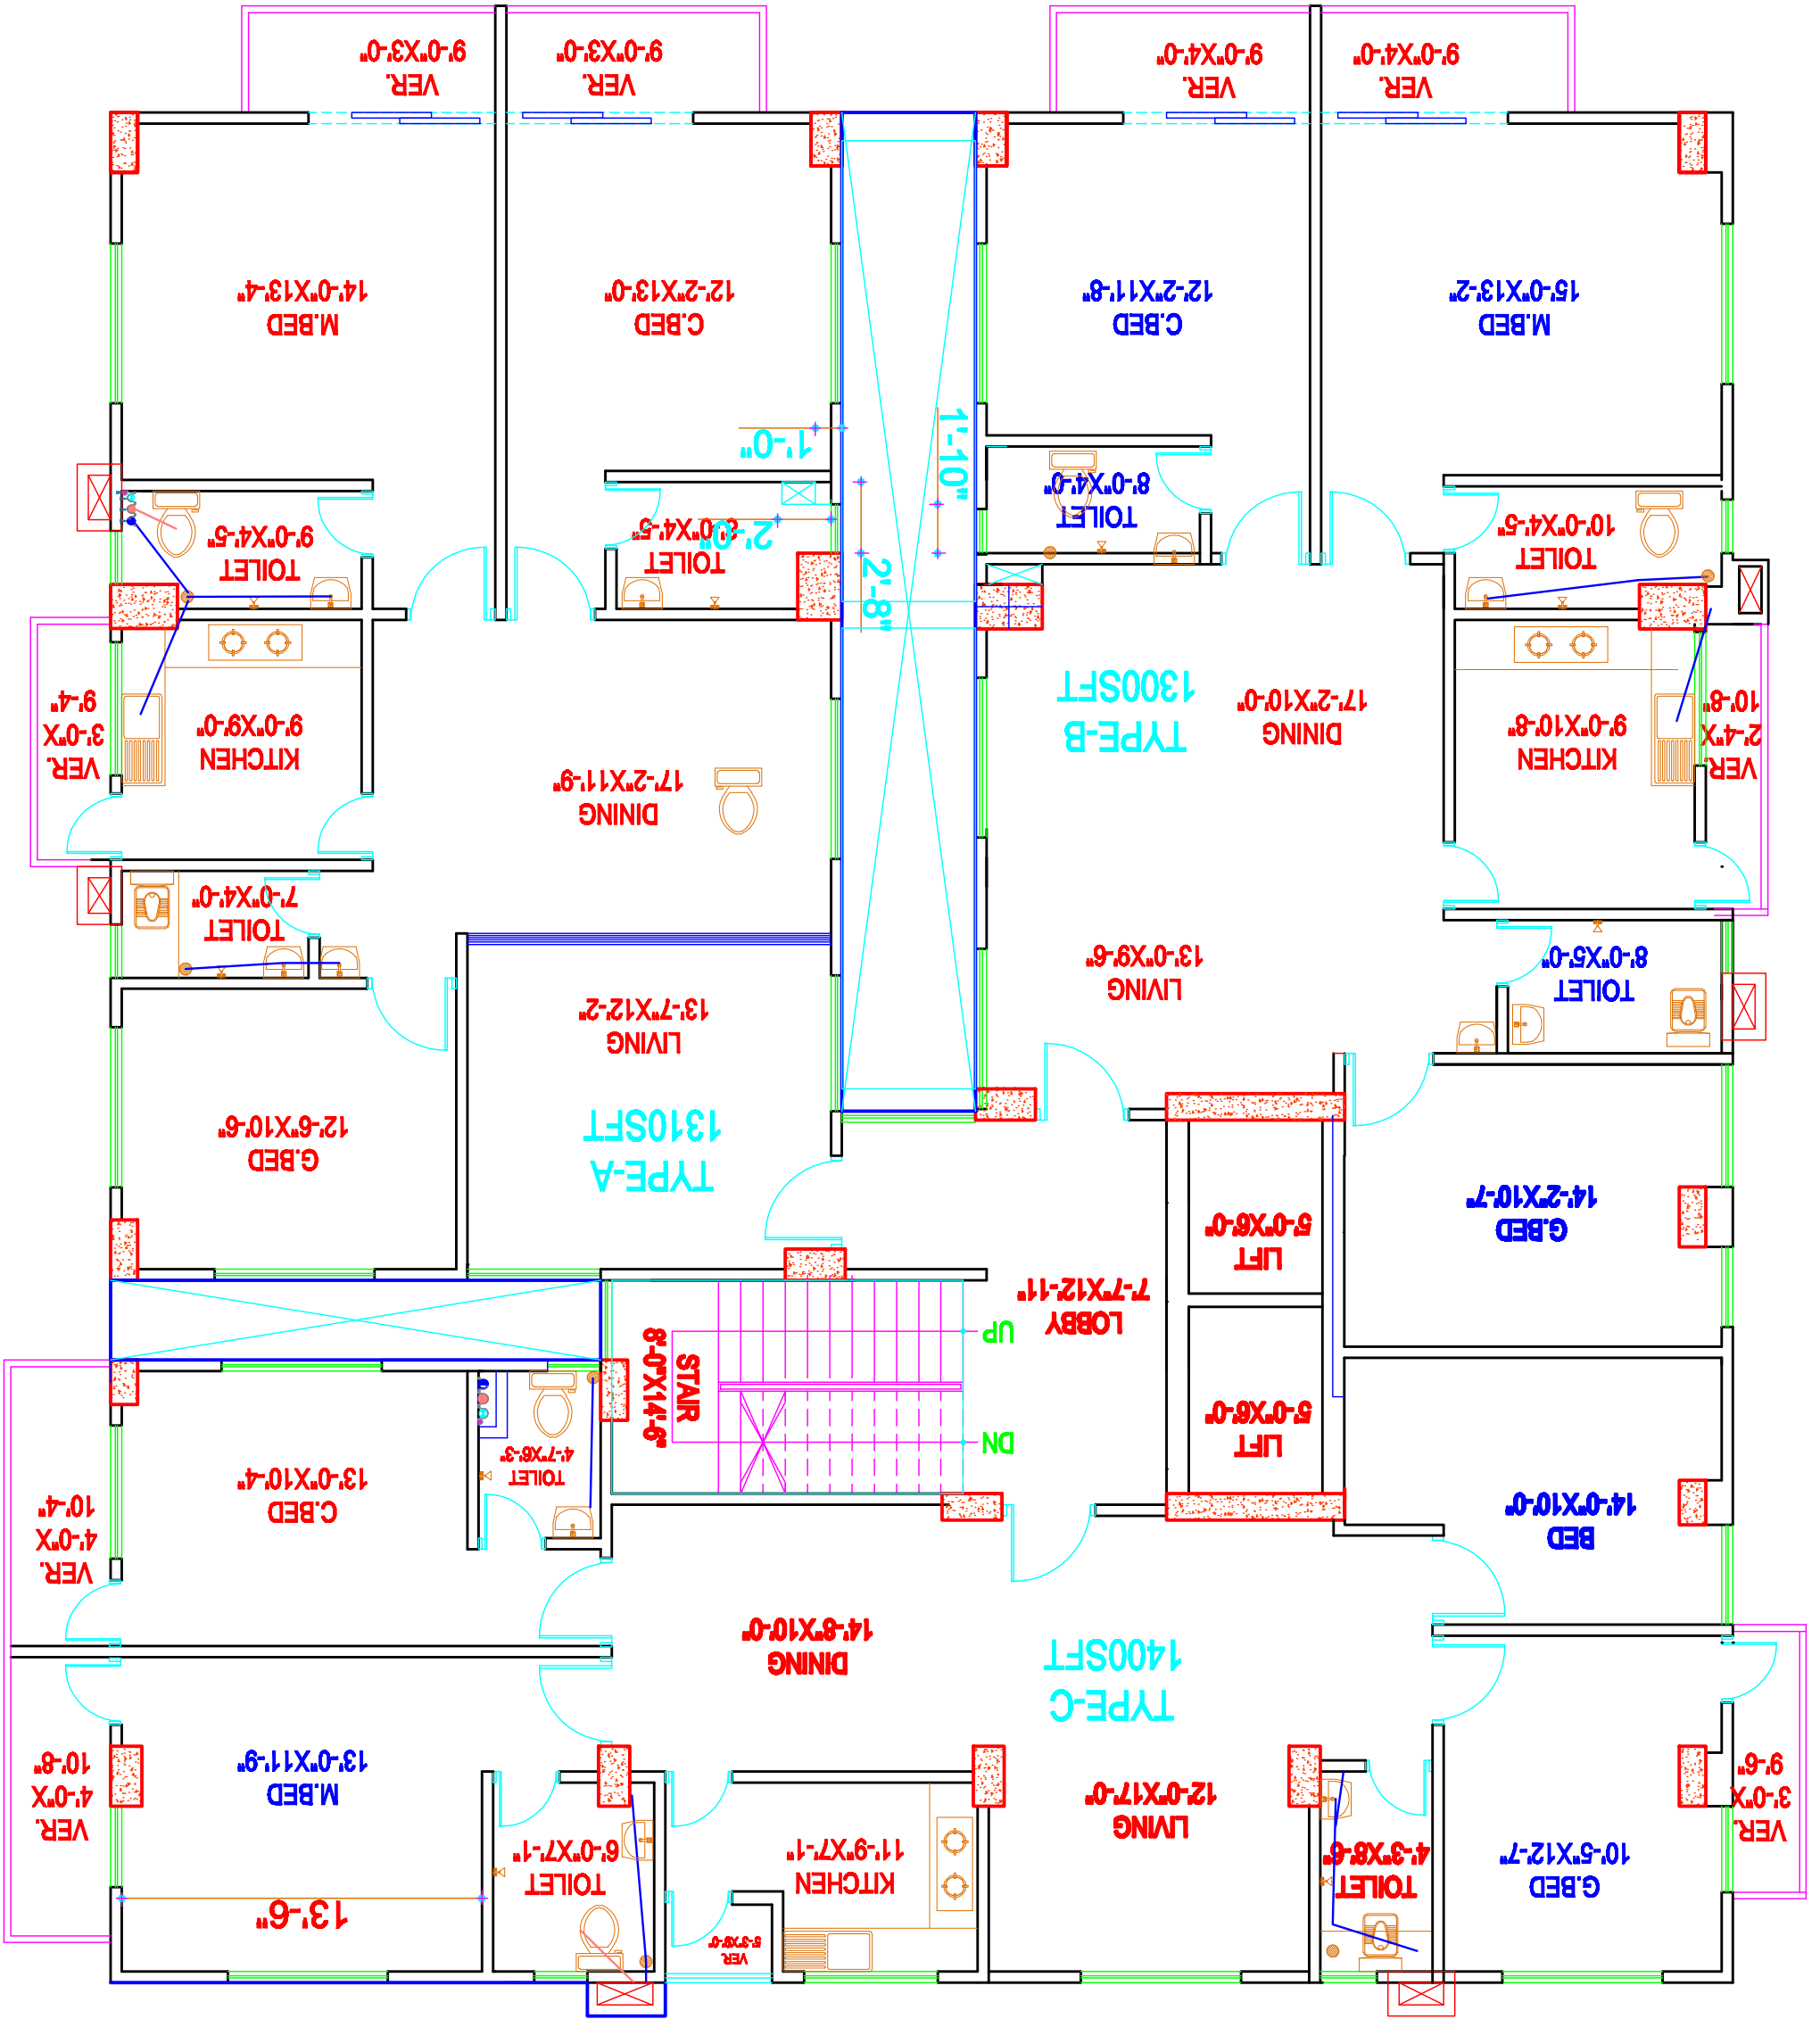 G.BED
10'-5"X12'-7"
VER.
3'-0"X
9'-6"
TOILET
4'-3"X8'-6"
LIVING
12'-0"X17'-0"
KITCHEN
11'-9"X7'-1"
VER.
5'-3"X9'-0"
TOILET
6'-0"X7'-1"
13'-6"
M.BED
13'-0"X11'-9"
VER.
4'-0"X
10'-8"
TYPE-C
1400SFT
DINING
14'-8"X10'-0"
BED
14'-0"X10'-0"
C.BED
13'-0"X10'-4"
VER.
4'-0"X
10'-4"
TOILET
4'-7"X6'-3"
LIFT
5'-0"X6'-0"
DN
UP
STAIR
8'-0"X14'-6"
LOBBY
7'-7"X12'-11"
LIFT
5'-0"X6'-0"
G.BED
14'-2"X10'-7"
TYPE-A
1310SFT
G.BED
12'-6"X10'-6"
LIVING
13'-7"X12'-2"
TOILET
8'-0"X5'-0"
LIVING
13'-0"X9'-6"
TOILET
7'-0"X4'-0"
DINING
17'-2"X11'-9"
VER.
2'-4"X
10'-8"
KITCHEN
9'-0"X10'-8"
DINING
17'-2"X10'-0"
TYPE-B
1300SFT
KITCHEN
9'-0"X9'-0"
VER.
3'-0"X
9'-4"
2'-8"
TOILET
10'-0"X4'-5"
TOILET
8'-0"X4'-0"
TOILET
8'-0"X4'-5"
2'-0"
TOILET
9'-0"X4'-5"
1'-10"
1'-0"
M.BED
15'-0"X13'-2"
C.BED
12'-2"X11'-8"
C.BED
12'-2"X13'-0"
M.BED
14'-0"X13'-4"
VER.
9'-0"X4'-0"
VER.
9'-0"X4'-0"
VER.
9'-0"X3'-0"
VER.
9'-0"X3'-0"